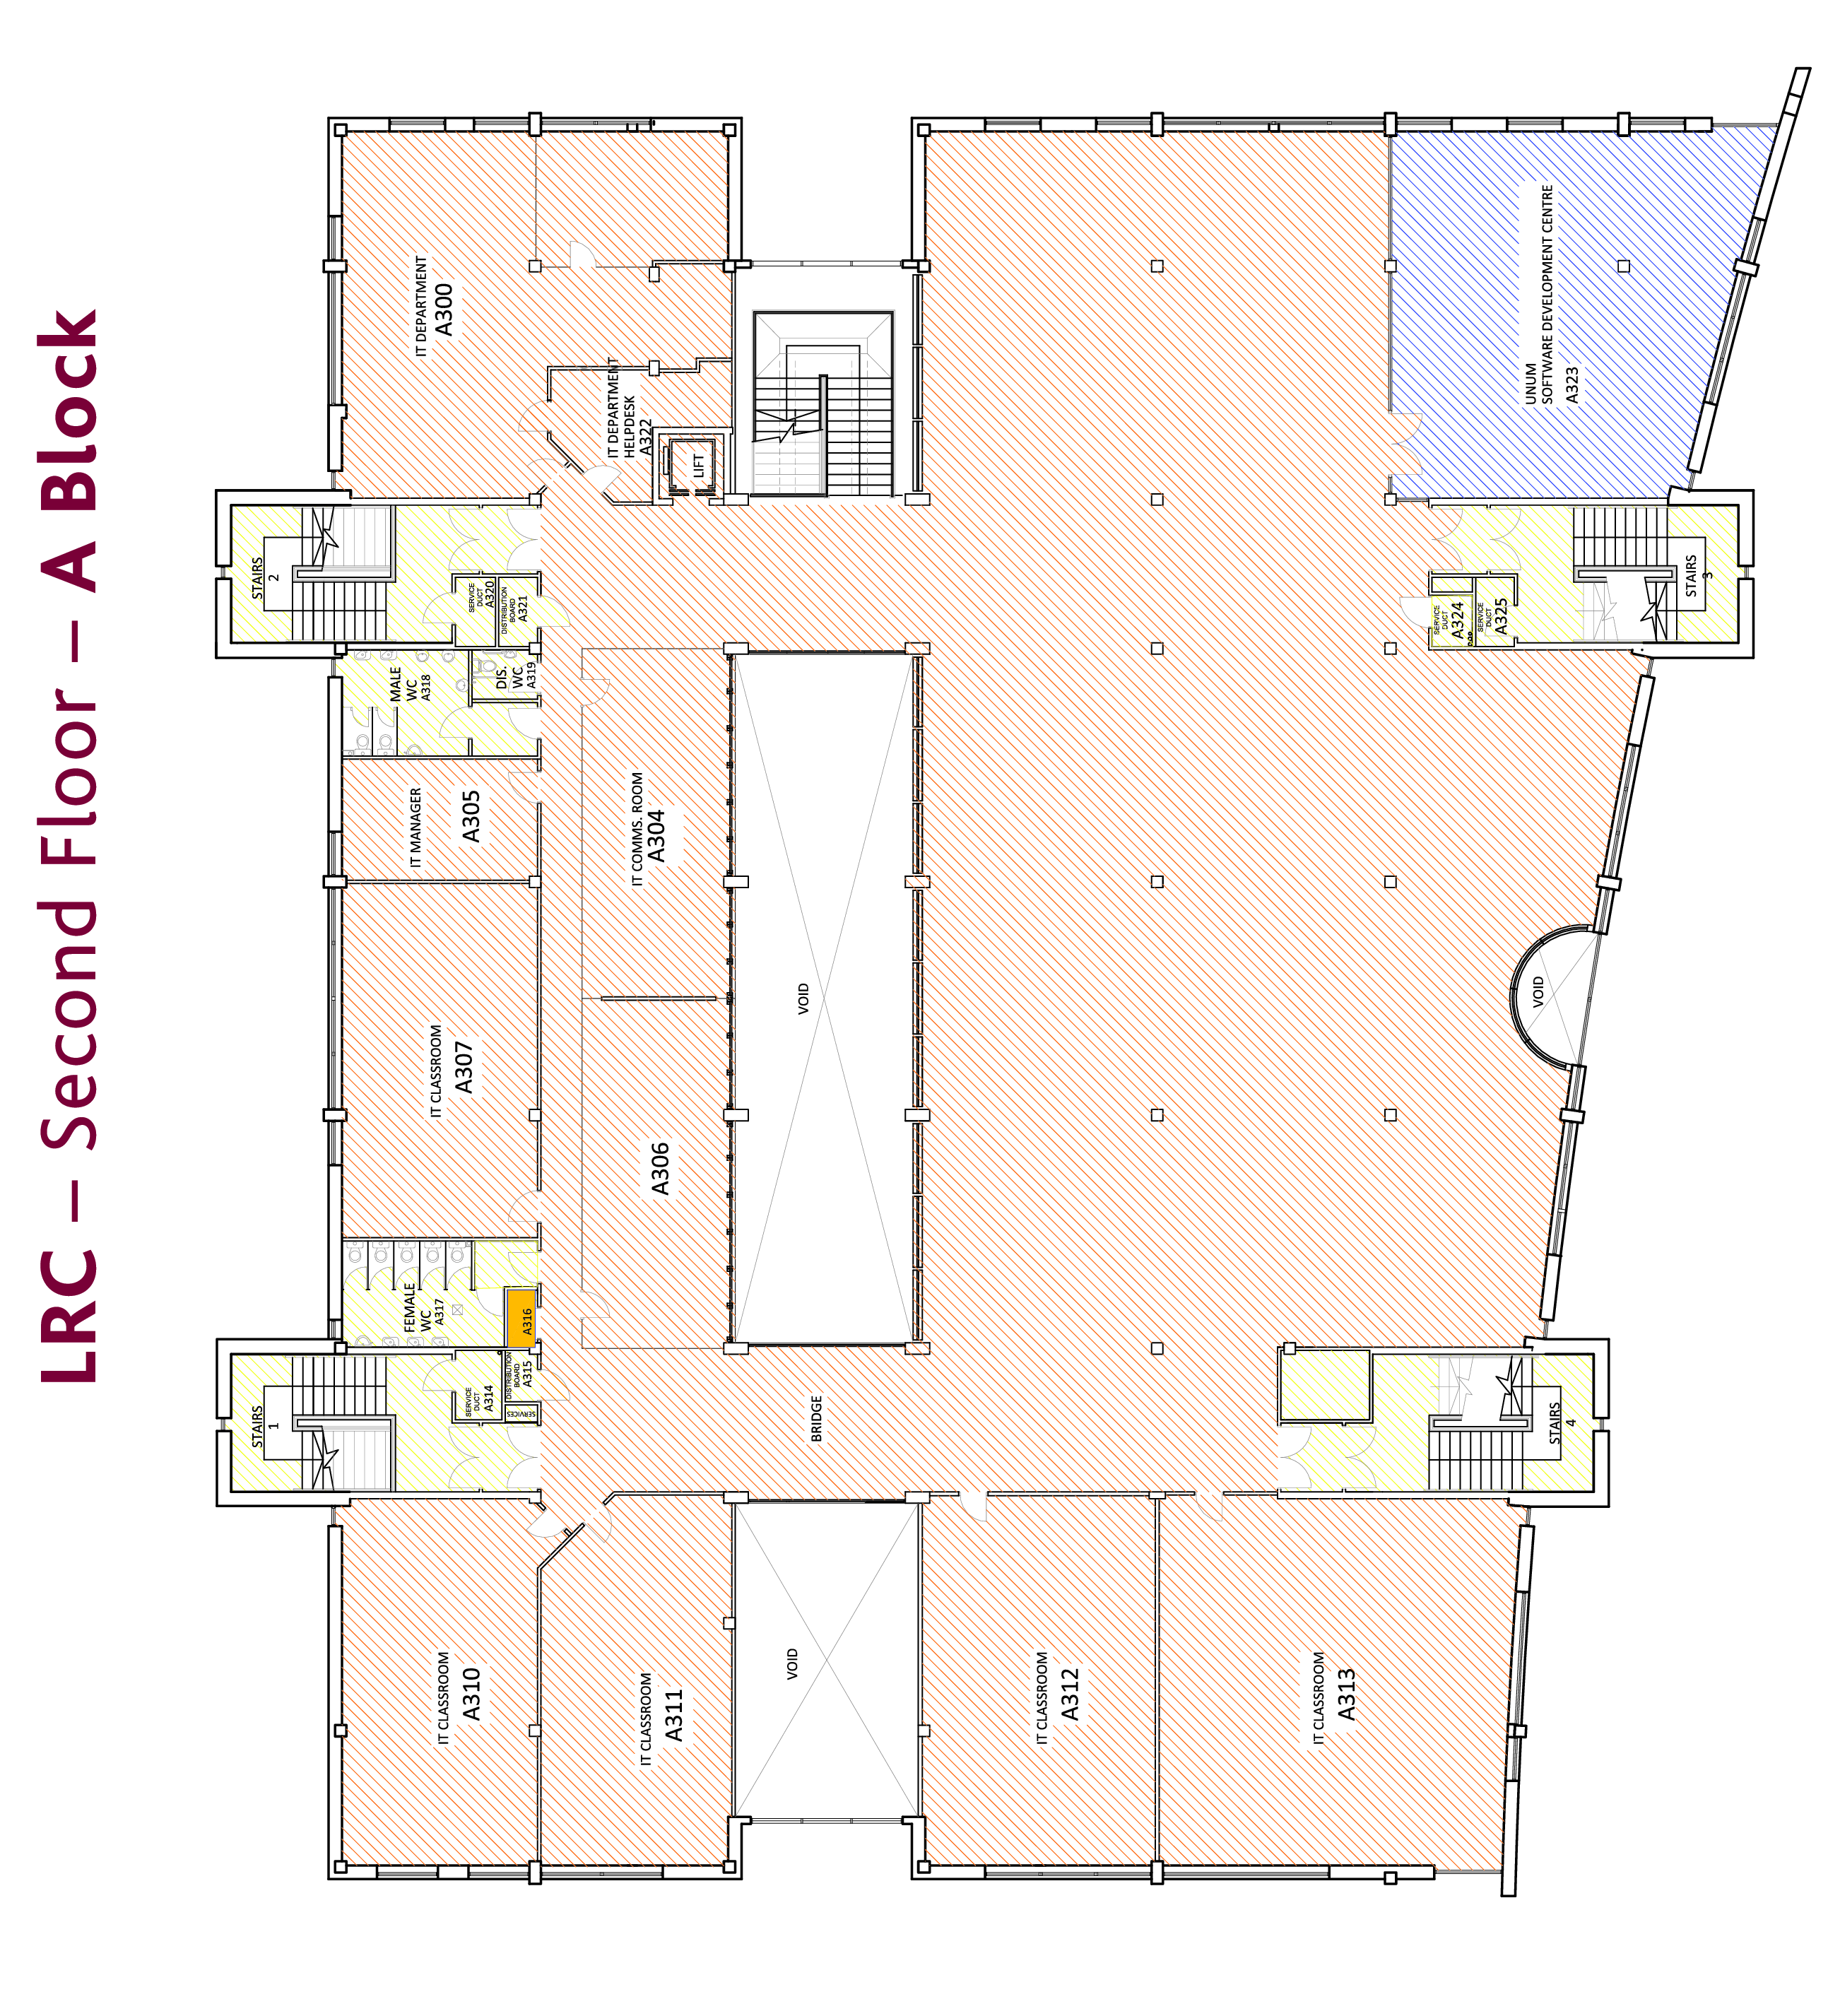 LRC – Second Floor – A Block
STAIRS
1
STAIRS
2
IT CLASSROOM
A310
SERVICE
DUCT
A314
DISTRIBUTION
BOARD
A315
SERVICES
FEMALE
WC
A317
A316
IT CLASSROOM
A307
IT MANAGER
A305
MALE
WC
A318
DIS.
WC
A319
SERVICE
DUCT
A320
DISTRIBUTION
BOARD
A321
IT DEPARTMENT
A300
IT CLASSROOM
A311
A306
IT COMMS. ROOM
A304
IT DEPARTMENT
HELPDESK
A322
LIFT
VOID
BRIDGE
VOID
IT CLASSROOM
A312
IT CLASSROOM
A313
STAIRS
4
VOID
SERVICE
DUCT
A324
SERVICE
DUCT
A325
STAIRS
3
UNUM
SOFTWARE DEVELOPMENT CENTRE
A323